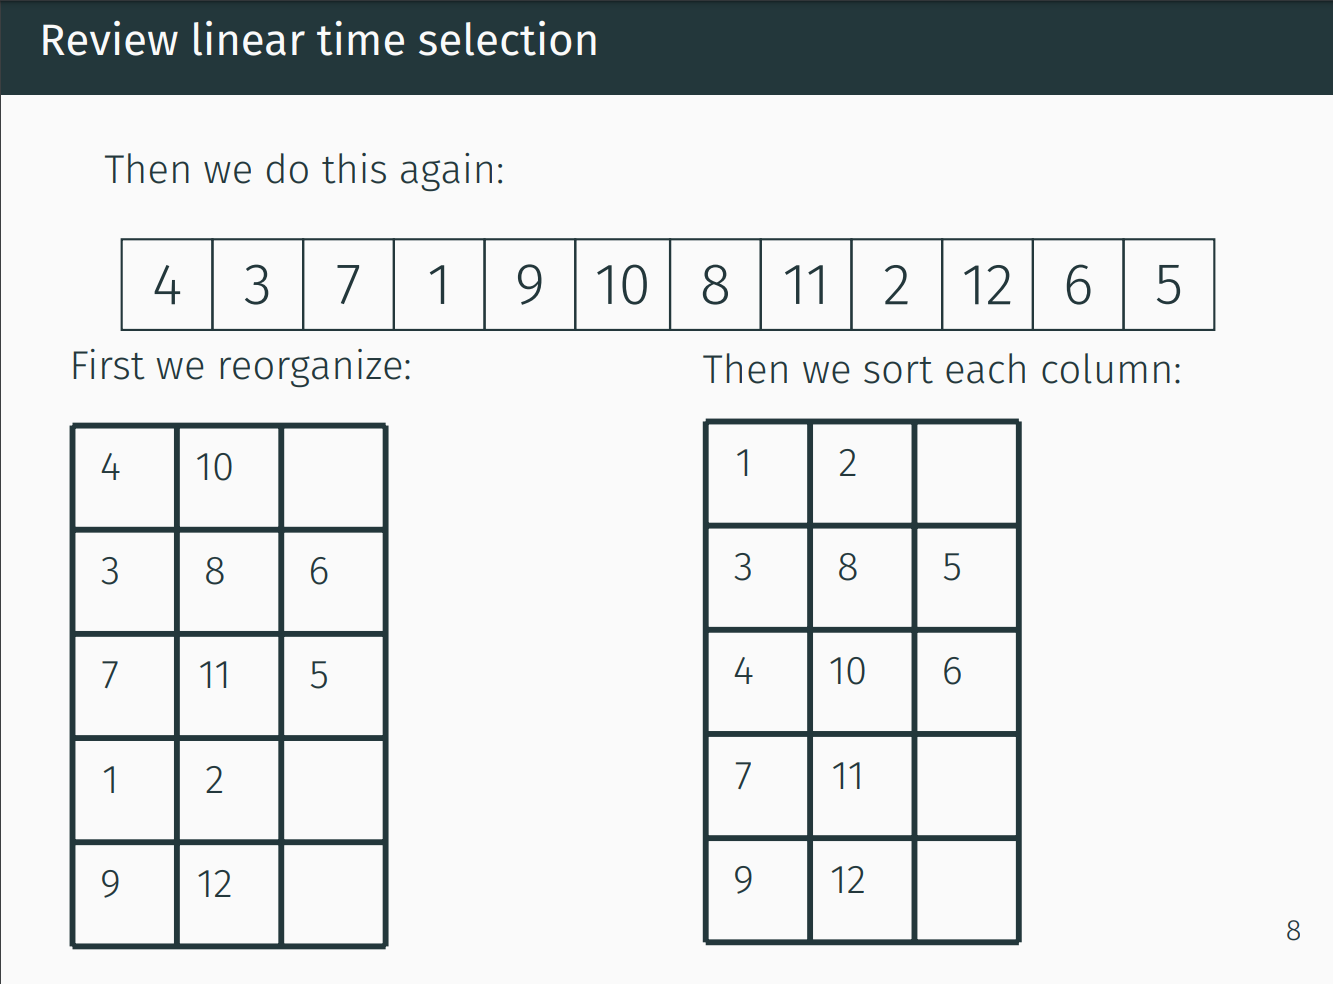 Review linear time selection
Then we do this again:
4 3 7 1 9 10 8 11 2 12 6 5
First we reorganize:
4 10
3 8 6
7 11 5
1 2
9 12
Then we sort each column:
1 2
3 8 5
4 10 6
7 11
9 12
8